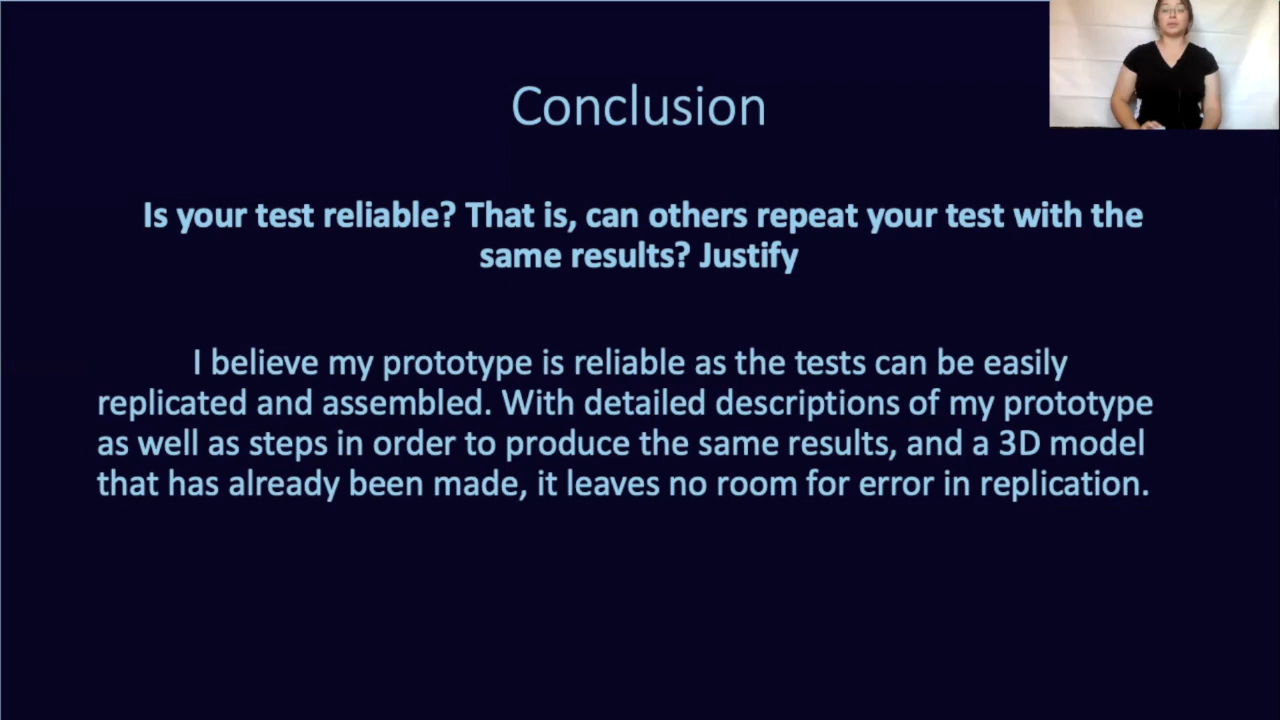 Conclusion
Is your test reliable? That is, can others repeat your test with the
same results? Justify
I believe my prototype is reliable as the tests can be easily
replicated and assembled. With detailed descriptions of my prototype
as well as steps in order to produce the same results, and a 3D model
that has already been made, it leaves no room for error in replication.